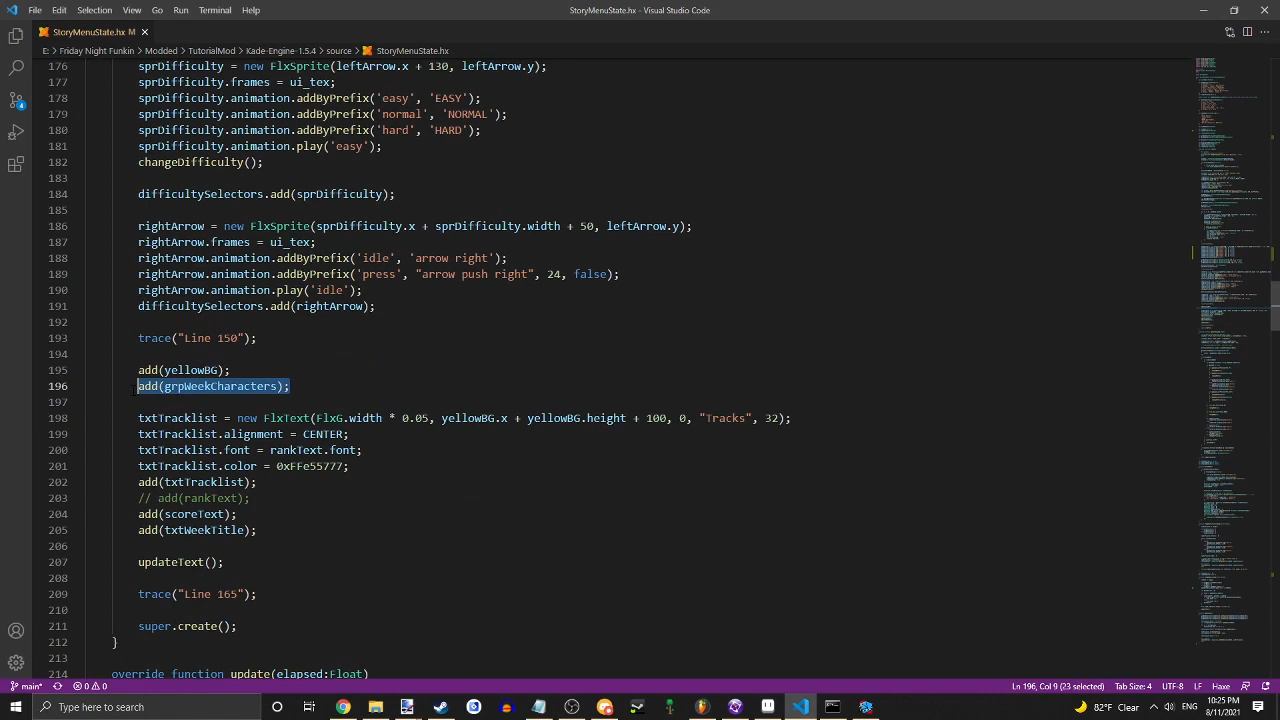 File Edit Selection View Go Run Terminal Help
StoryMenuState.hx - Visual Studio Code
StoryMenuState.hx M
E: > Friday Night Funkin > Modded > TutorialMod > Kade-Engine-1.5.4 > source > StoryMenuState.hx
176 sprDifficulty = new FlxSprite(leftArrow.x + 130, leftArrow.y);
177 sprDifficulty.frames = ui_tex;
178 sprDifficulty.animation.addByPrefix('easy', 'EASY');
179 sprDifficulty.animation.addByPrefix('normal', 'NORMAL');
180 sprDifficulty.animation.addByPrefix('hard', 'HARD');
181 sprDifficulty.animation.play('easy');
182 changeDifficulty();
183
184 difficultySelectors.add(sprDifficulty);
185
186 rightArrow = new FlxSprite(sprDifficulty.x + sprDifficulty.width + 50, leftArrow.y);
187 rightArrow.frames = ui_tex;
188 rightArrow.animation.addByPrefix('idle', 'arrow right');
189 rightArrow.animation.addByPrefix('press', "arrow push right", 24, false);
190 rightArrow.animation.play('idle');
191 difficultySelectors.add(rightArrow);
192
193 trace("Line 150");
194
195 add(yellowBG);
196 add(grpWeekCharacters);
197
198 txtTracklist = new FlxText(FlxG.width * 0.05, yellowBG.x + yellowBG.height + 100, 0, "Tracks",
199 txtTracklist.alignment = CENTER;
200 txtTracklist.font = rankText.font;
201 txtTracklist.color = 0xFFe55777;
202 add(txtTracklist);
203 // add(rankText);
204 add(scoreText);
205 add(txtWeekTitle);
206
207 updateText();
208
209 trace("Line 165");
210
211 super.create();
212 }
213
214 override function update(elapsed:Float)
main* 0 0 Ln 196, Col 9 (23 selected) Tab Size: 4 UTF-8 LF Haxe
Type here to search
82°F Clear
10:25 PM
8/11/2021